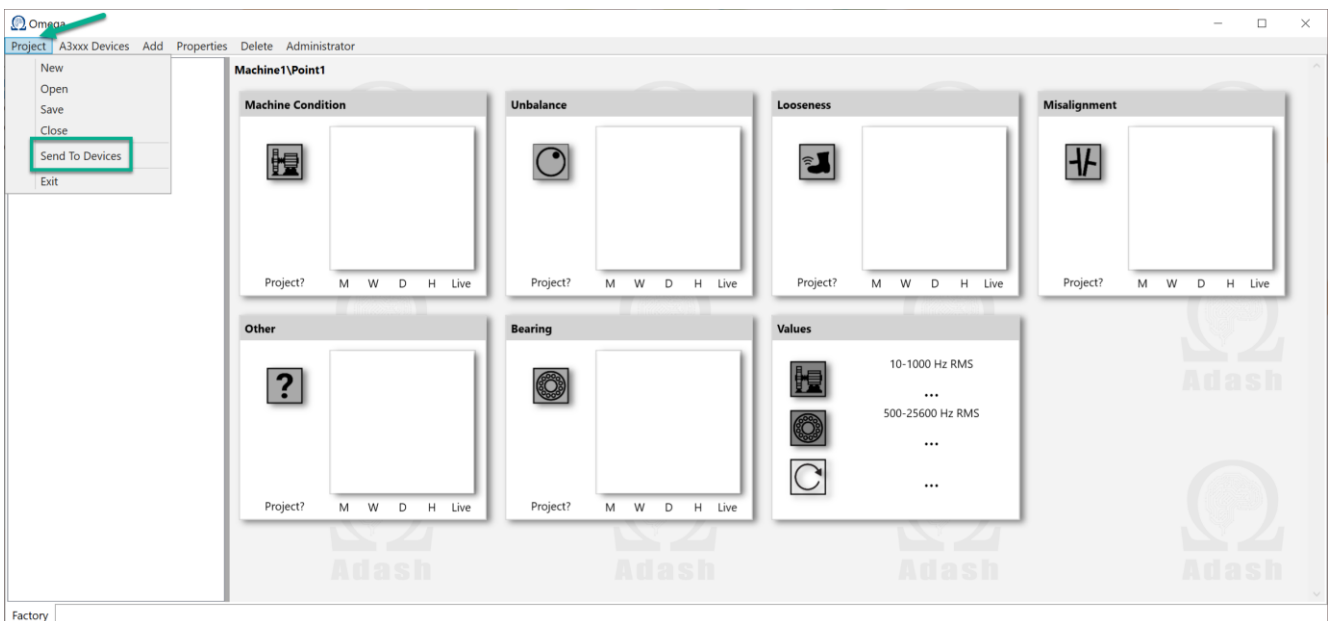 Omega
Project A3xxx Devices Add Properties Delete Administrator
New
Open
Save
Close
Send To Devices
Exit
Machine1\Point1
Machine Condition
Project? M W D H Live
Unbalance
Project? M W D H Live
Looseness
Project? M W D H Live
Misalignment
Project? M W D H Live
Other
?
Project? M W D H Live
Bearing
Project? M W D H Live
Values
10-1000 Hz RMS
...
500-25600 Hz RMS
...
...
Adash
Adash
Adash
Adash
Adash
Factory